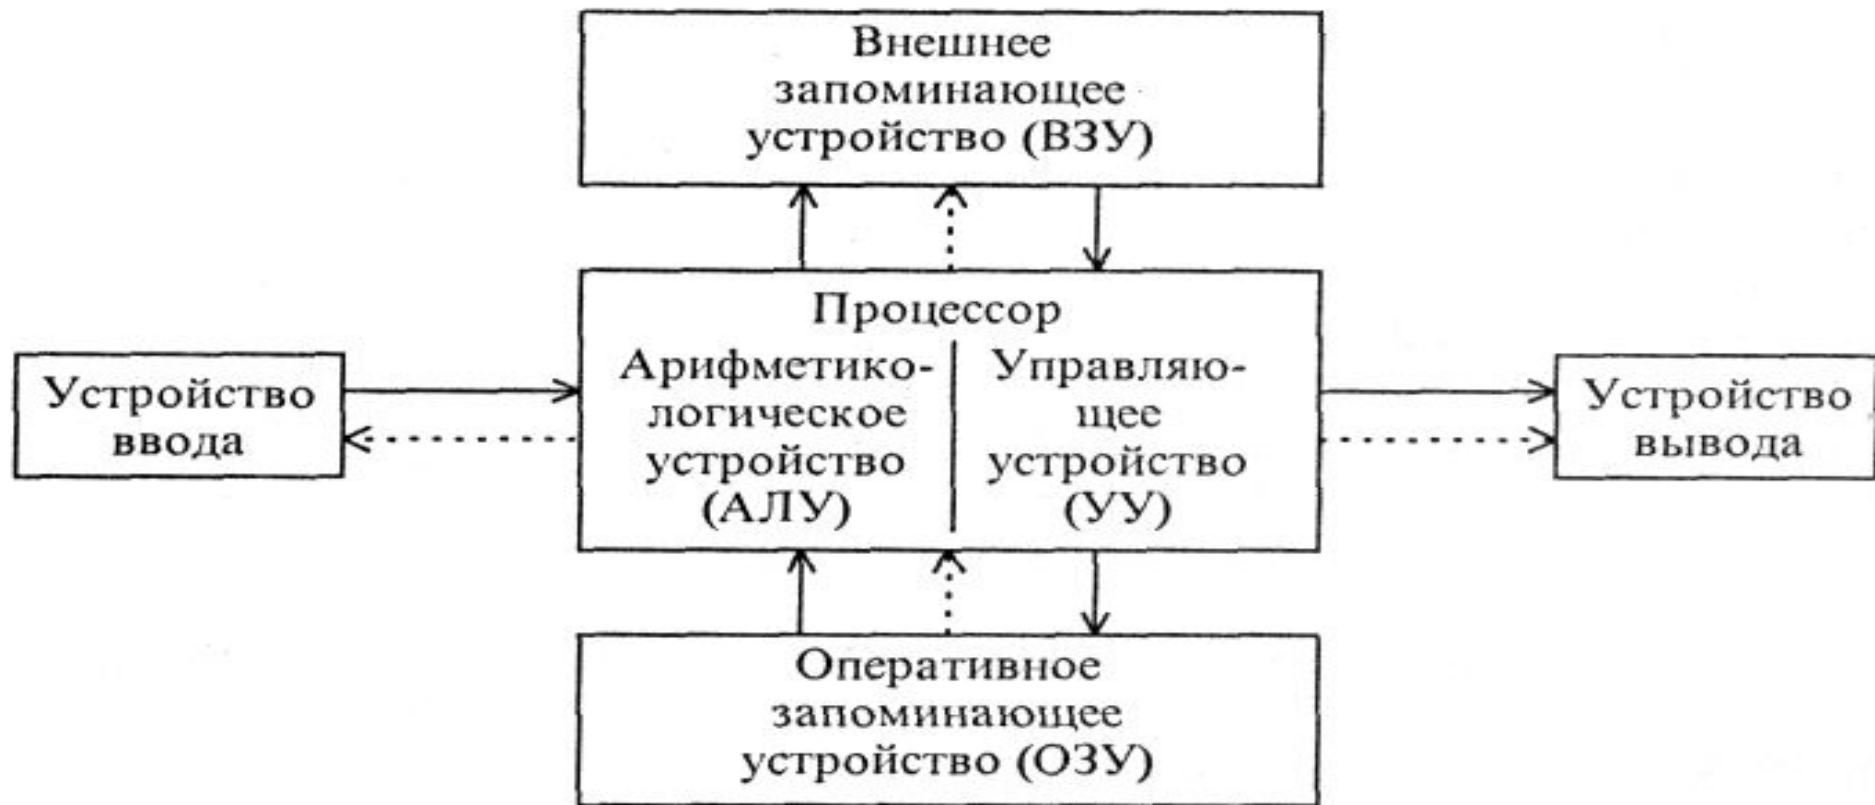 Внешнее
запоминающее
устройство (ВЗУ)
Процессор
Арифметико-
логическое
устройство
(АЛУ)
Управляю-
щее
устройство
(УУ)
Устройство
ввода
Устройство
вывода
Оперативное
запоминающее
устройство (ОЗУ)